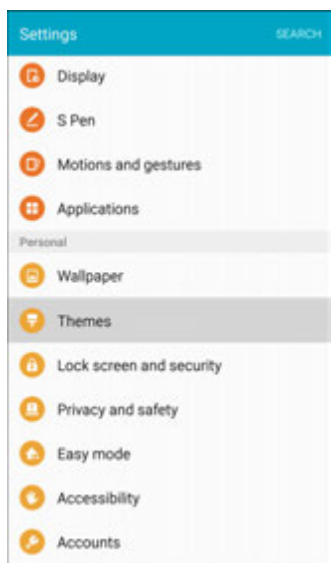 Settings SEARCH
Display
S Pen
Motions and gestures
Applications
Personal
Wallpaper
Themes
Lock screen and security
Privacy and safety
Easy mode
Accessibility
Accounts